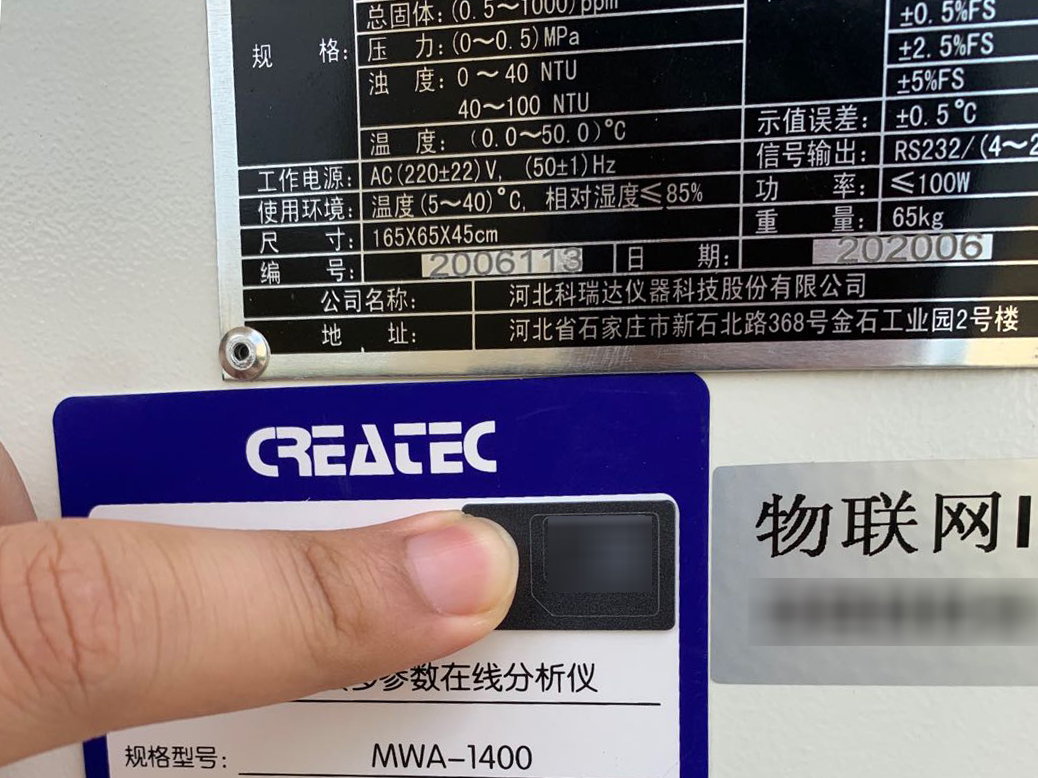 总固体：(0.5～1000)ppm
±0.5%FS
规 格：
压 力：(0～0.5)MPa
±2.5%FS
浊 度：0～40 NTU
±5%FS
40～100 NTU
温 度：(0.0～50.0)℃
示值误差：
±0.5℃
工作电源：
AC(220±22)V, (50±1)Hz
信号输出：
RS232/(4～2
使用环境：
温度(5～40)℃, 相对湿度≤85%
功 率：
≤100W
尺 寸：
165X65X45cm
重 量：
65kg
编 号：
2006113
日 期：
202006
公司名称：
河北科瑞达仪器科技股份有限公司
地 址：
河北省石家庄市新石北路368号金石工业园2号楼
CREATEC
物联网
多参数在线分析仪
规格型号：
MWA-1400